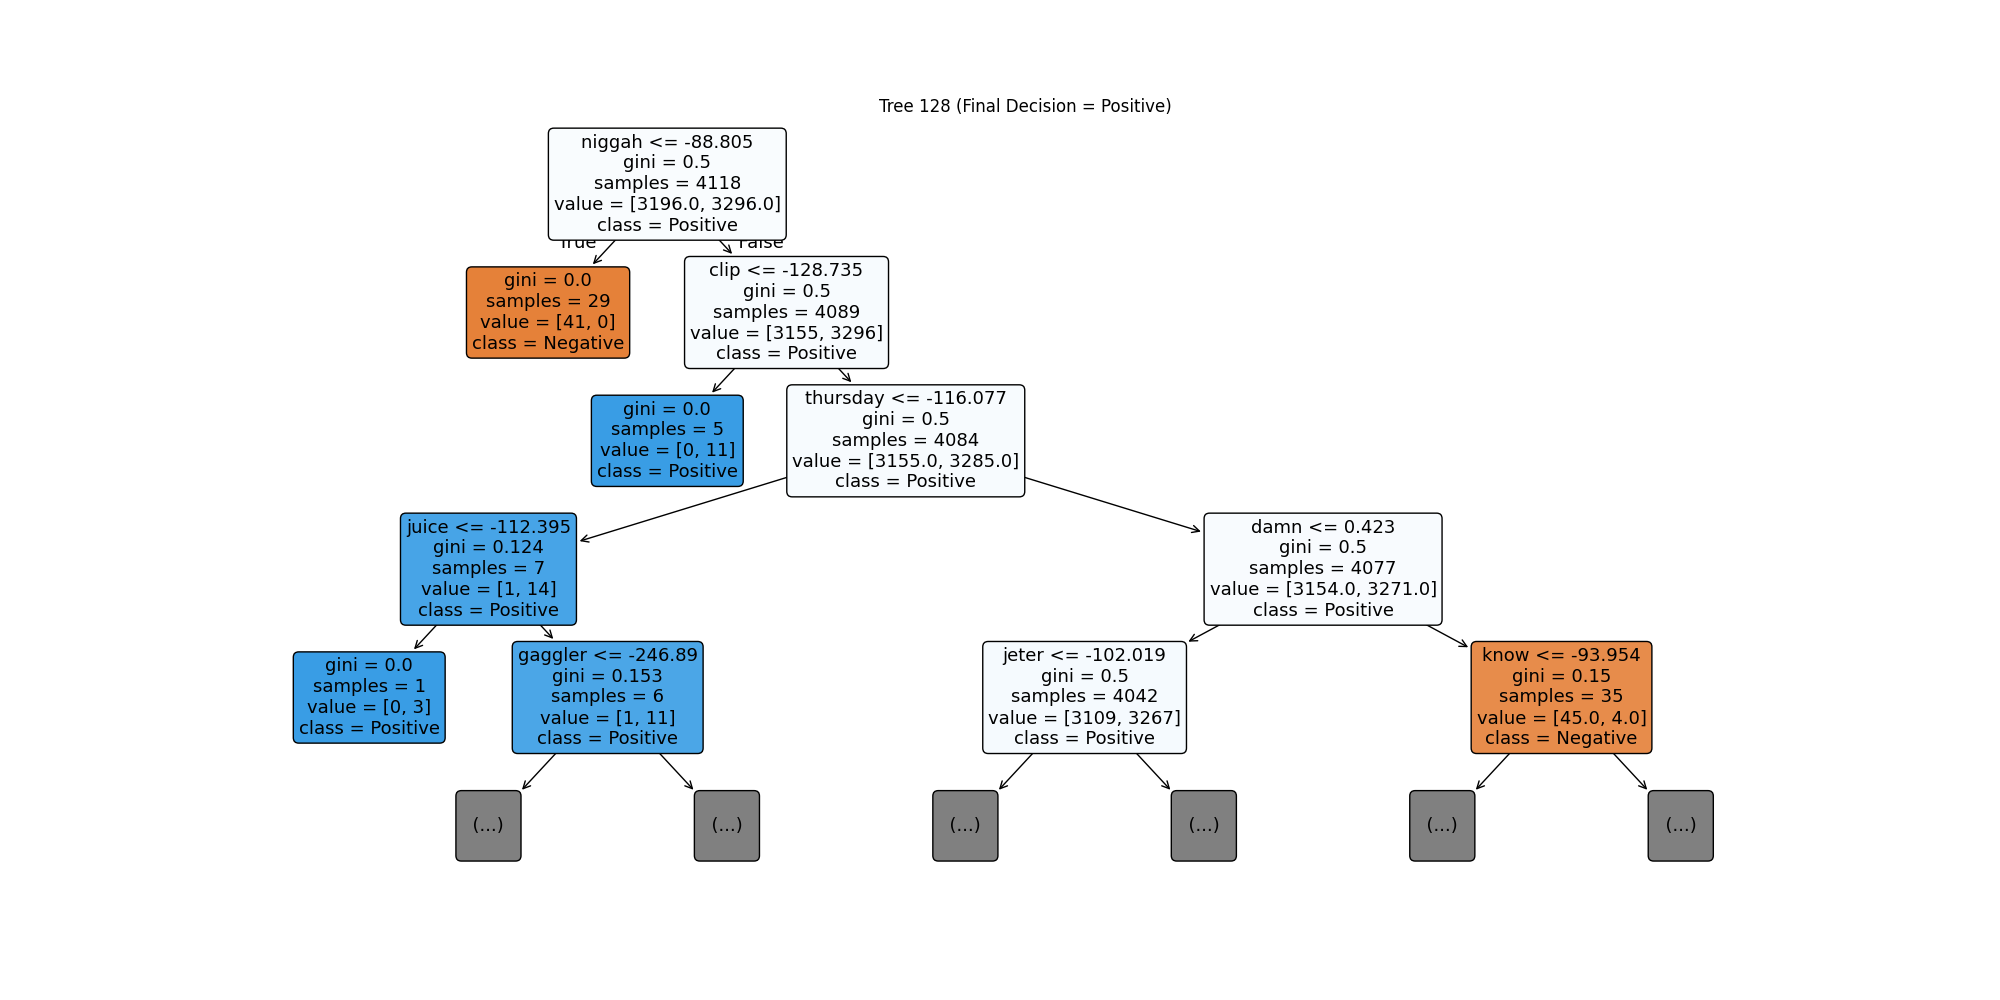 Tree 128 (Final Decision = Positive)
niggah <= -88.805
gini = 0.5
samples = 4118
value = [3196.0, 3296.0]
class = Positive
True
False
gini = 0.0
samples = 29
value = [41, 0]
class = Negative
clip <= -128.735
gini = 0.5
samples = 4089
value = [3155, 3296]
class = Positive
gini = 0.0
samples = 5
value = [0, 11]
class = Positive
thursday <= -116.077
gini = 0.5
samples = 4084
value = [3155.0, 3285.0]
class = Positive
juice <= -112.395
gini = 0.124
samples = 7
value = [1, 14]
class = Positive
damn <= 0.423
gini = 0.5
samples = 4077
value = [3154.0, 3271.0]
class = Positive
gini = 0.0
samples = 1
value = [0, 3]
class = Positive
gaggler <= -246.89
gini = 0.153
samples = 6
value = [1, 11]
class = Positive
jeter <= -102.019
gini = 0.5
samples = 4042
value = [3109, 3267]
class = Positive
know <= -93.954
gini = 0.15
samples = 35
value = [45.0, 4.0]
class = Negative
(...)
(...)
(...)
(...)
(...)
(...)